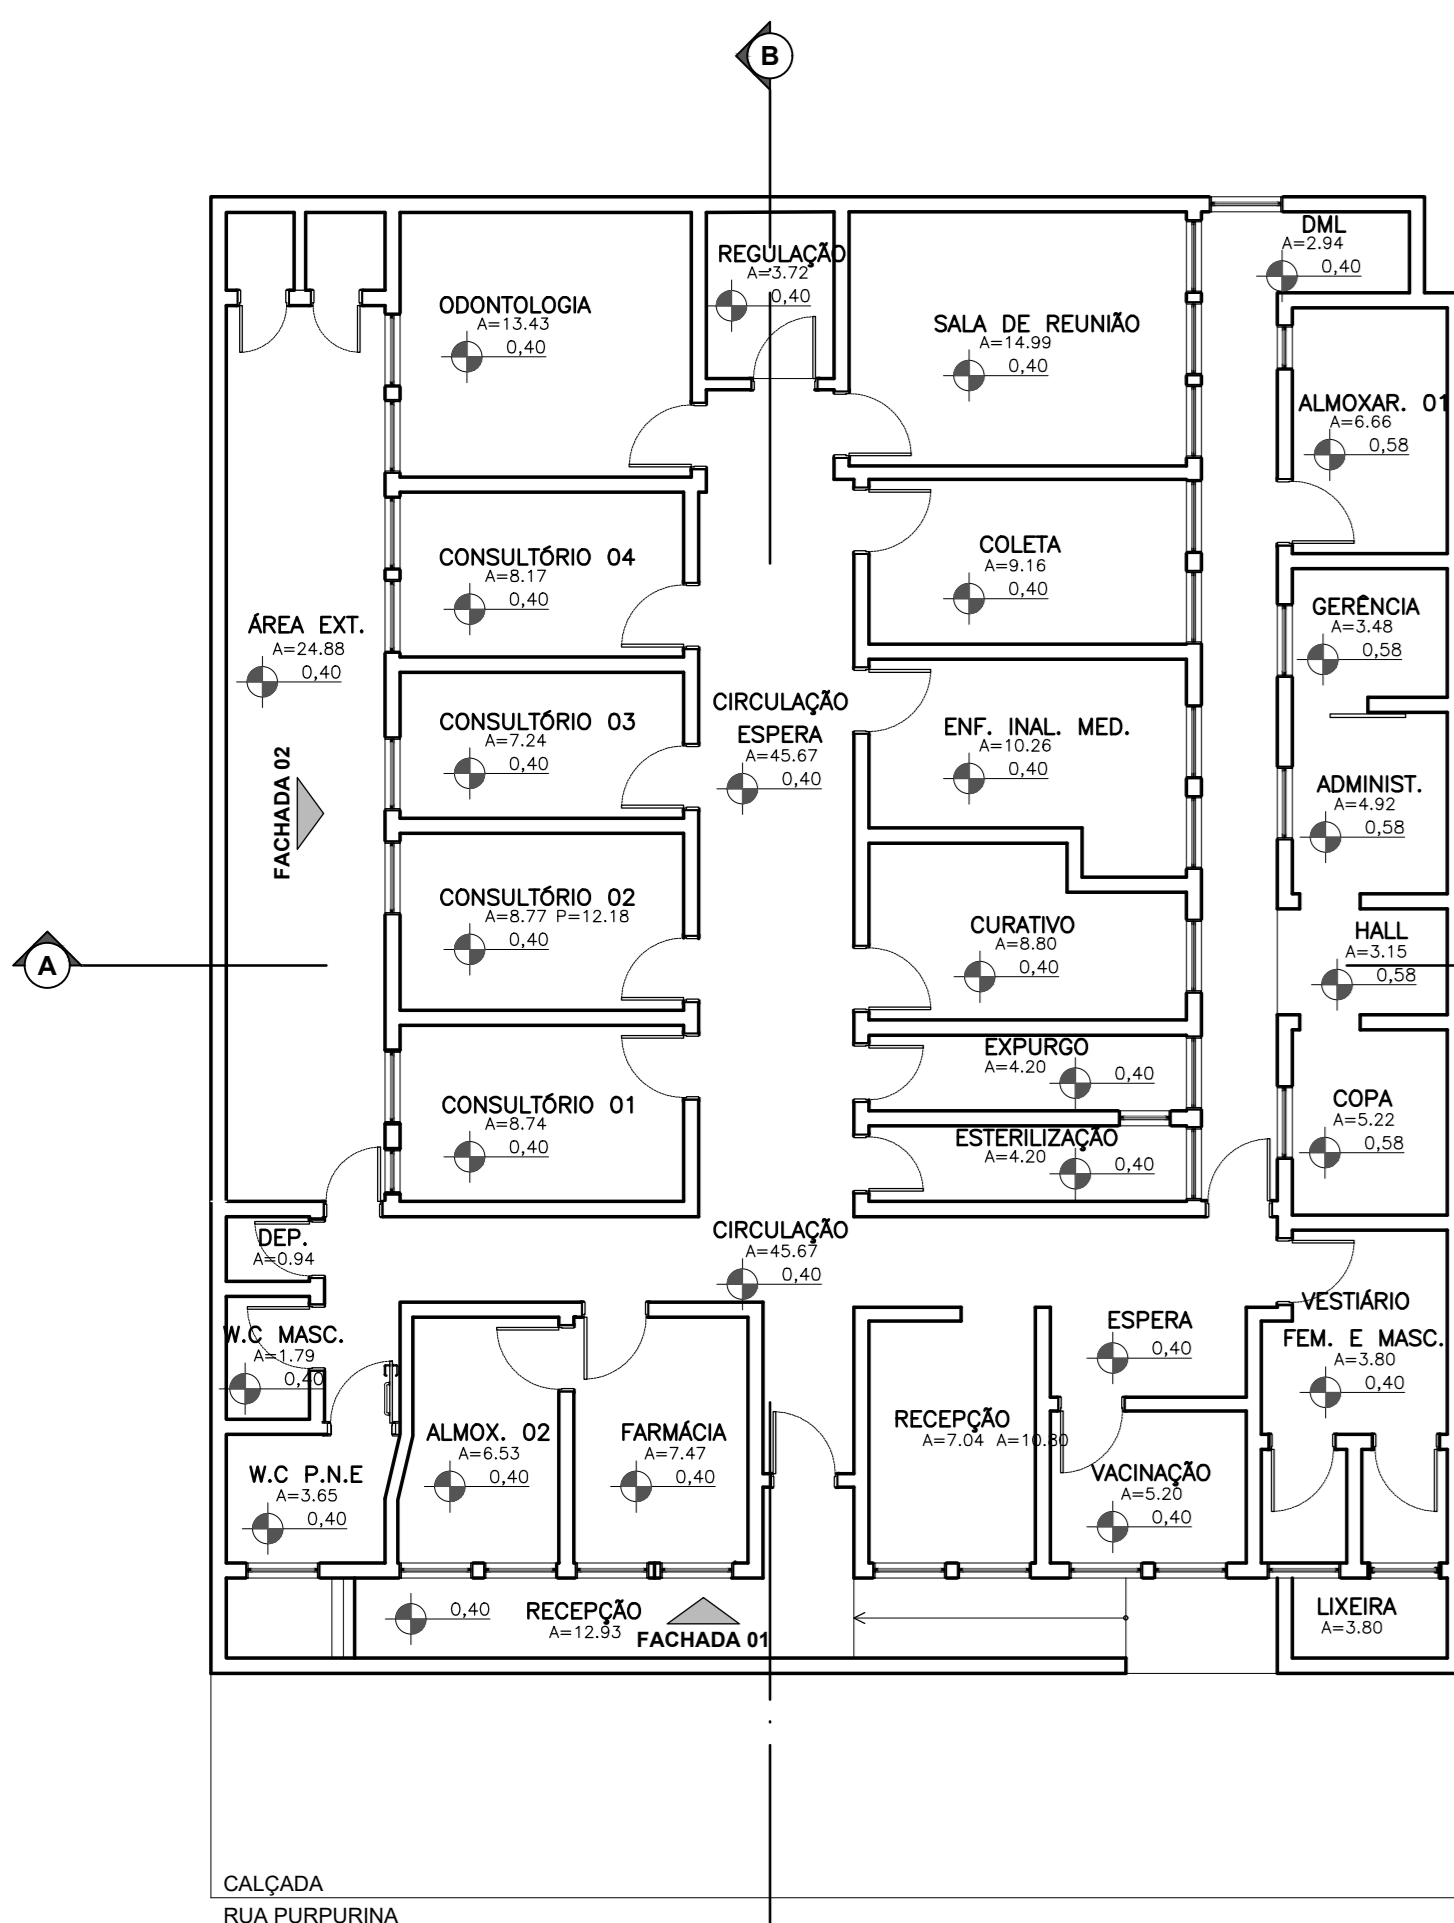 B
REGULAÇÃO
A=3.72
0,40
DML
A=2.94
0,40
ODONTOLOGIA
A=13.43
0,40
SALA DE REUNIÃO
A=14.99
0,40
ALMOXAR. 01
A=6.66
0,58
CONSULTÓRIO 04
A=8.17
0,40
COLETA
A=9.16
0,40
ÁREA EXT.
A=24.88
0,40
GERÊNCIA
A=3.48
0,58
CONSULTÓRIO 03
A=7.24
0,40
CIRCULAÇÃO
ESPERA
A=45.67
0,40
ENF. INAL. MED.
A=10.26
0,40
ADMINIST.
A=4.92
0,58
FACHADA 02
CONSULTÓRIO 02
A=8.77 P=12.18
0,40
CURATIVO
A=8.80
0,40
HALL
A=3.15
0,58
A
EXPURGO
A=4.20
0,40
CONSULTÓRIO 01
A=8.74
0,40
ESTERILIZAÇÃO
A=4.20
0,40
COPA
A=5.22
0,58
DEP.
A=0.94
CIRCULAÇÃO
A=45.67
0,40
W.C MASC.
A=1.79
0,40
ESPERA
0,40
VESTIÁRIO
FEM. E MASC.
A=3.80
0,40
W.C P.N.E
A=3.65
0,40
ALMOX. 02
A=6.53
0,40
FARMÁCIA
A=7.47
0,40
RECEPÇÃO
A=7.04 A=10.80
VACINAÇÃO
A=5.20
0,40
0,40
RECEPÇÃO
A=12.93
FACHADA 01
LIXEIRA
A=3.80
CALÇADA
RUA PURPURINA